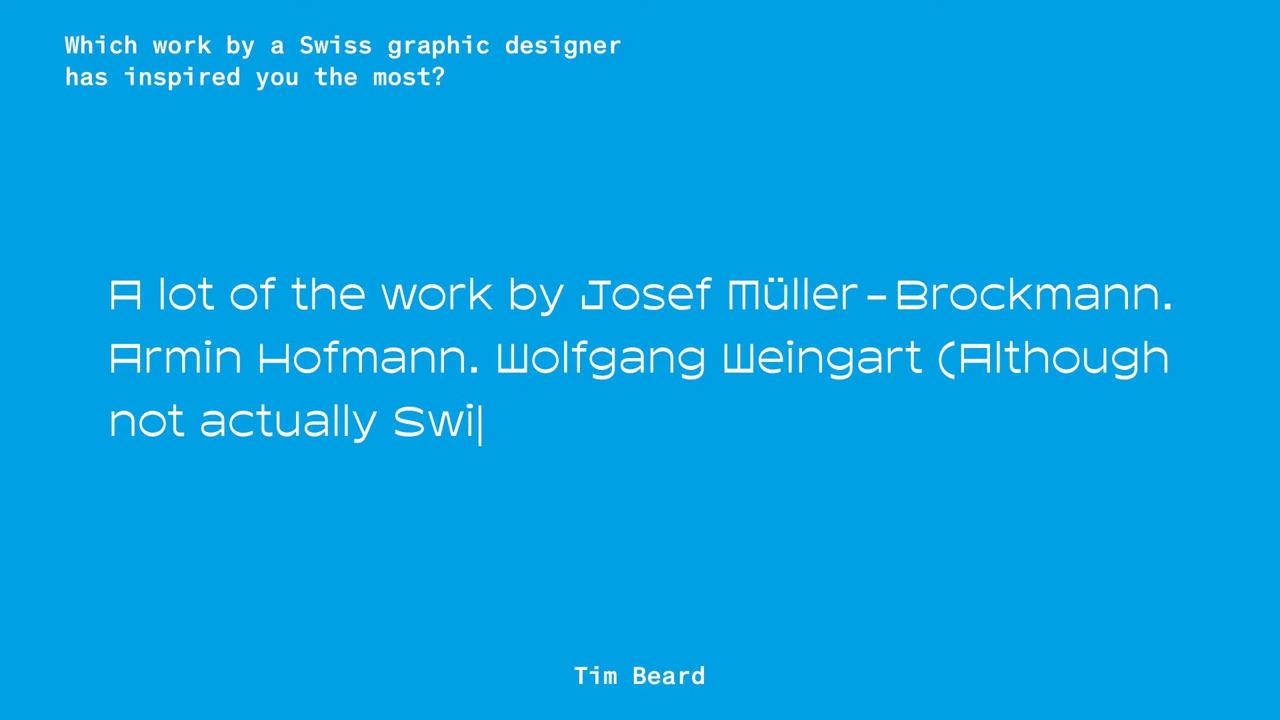 Which work by a Swiss graphic designer
has inspired you the most?
A lot of the work by Josef Müller-Brockmann.
Armin Hofmann. Wolfgang Weingart (Although
not actually Swi
Tim Beard